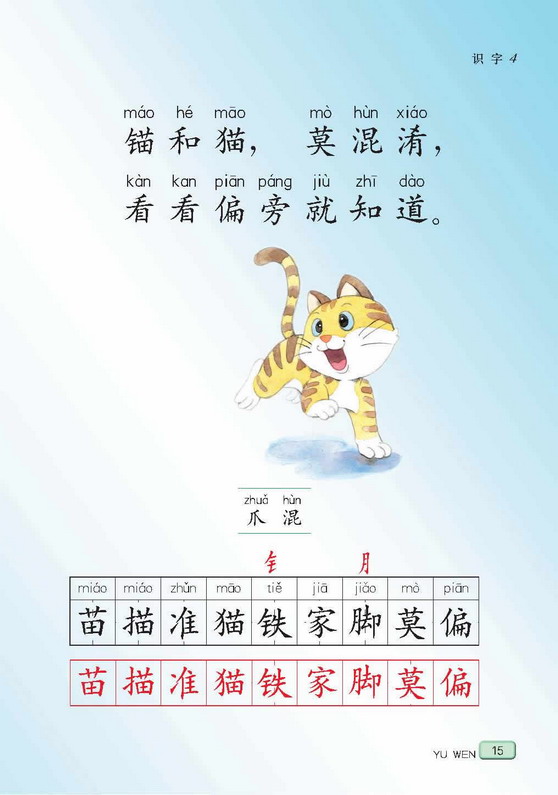 识字4
máo hé māo mò hùn xiáo
锚和猫，莫混淆，
kàn kan piān páng jiù zhī dào
看看偏旁就知道。
zhuǎ hùn
爪混
钅 月
miáo miáo zhǔn māo tiě jiā jiǎo mò piān
苗描准猫铁家脚莫偏
苗描准猫铁家脚莫偏
YU WEN 15